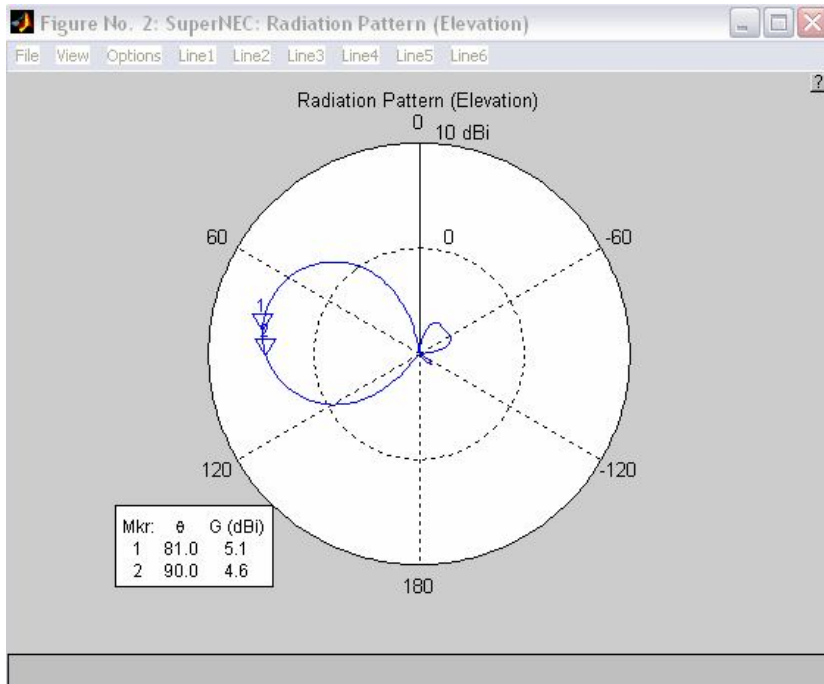 Figure No. 2: SuperNEC: Radiation Pattern (Elevation)
File View Options Line1 Line2 Line3 Line4 Line5 Line6
?
Radiation Pattern (Elevation)
0
10 dBi
60
0
-60
1
2
120
-120
180
Mkr: θ G (dBi)
1 81.0 5.1
2 90.0 4.6